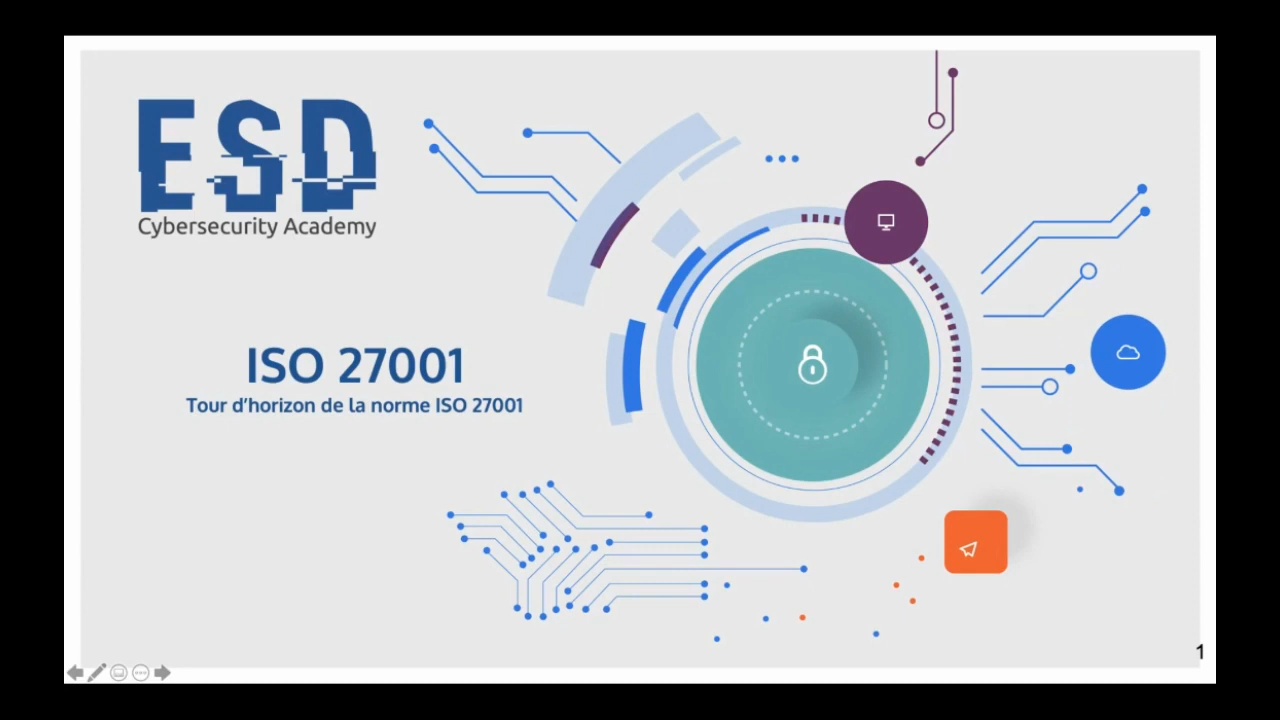 ESD
Cybersecurity Academy
ISO 27001
Tour d’horizon de la norme ISO 27001
1